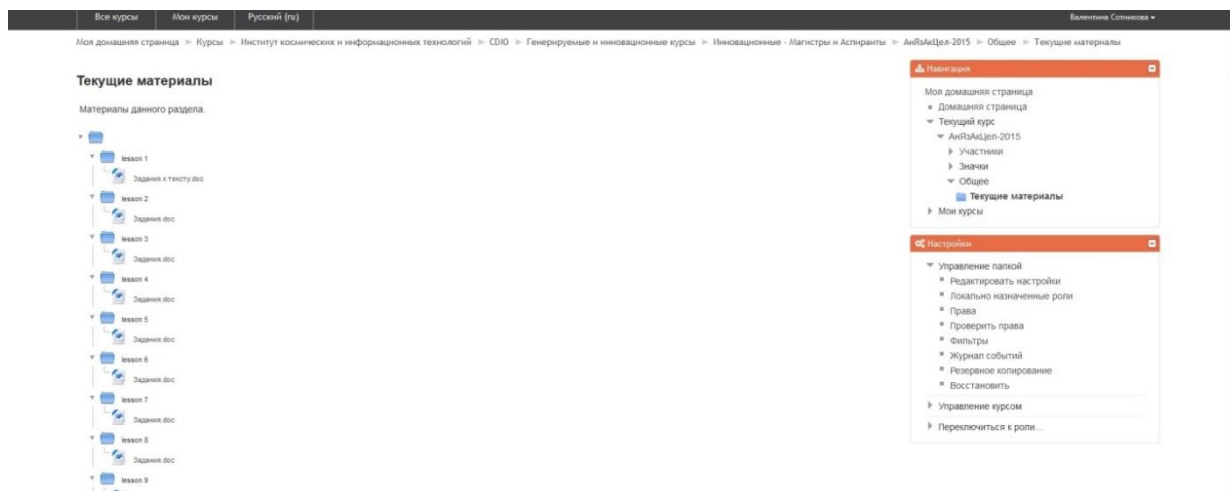 Все курсы Мои курсы Русский (ru) Валентина Сотникова
Моя домашняя страница ► Курсы ► Институт космических и информационных технологий ► CDIO ► Генерируемые и инновационные курсы ► Инновационные - Магистры и Аспиранты ► АнЯзАкЦел-2015 ► Общее ► Текущие материалы
Текущие материалы
Материалы данного раздела.
lesson 1
Задания к тексту.doc
lesson 2
Задания.doc
lesson 3
Задания.doc
lesson 4
Задания.doc
lesson 5
Задания.doc
lesson 6
Задания.doc
lesson 7
Задания.doc
lesson 8
Задания.doc
lesson 9
Навигация
Моя домашняя страница
Домашняя страница
Текущий курс
АнЯзАкЦел-2015
Участники
Значки
Общее
Текущие материалы
Мои курсы
Настройки
Управление папкой
Редактировать настройки
Локально назначенные роли
Права
Проверить права
Фильтры
Журнал событий
Резервное копирование
Восстановить
Управление курсом
Переключиться к роли...